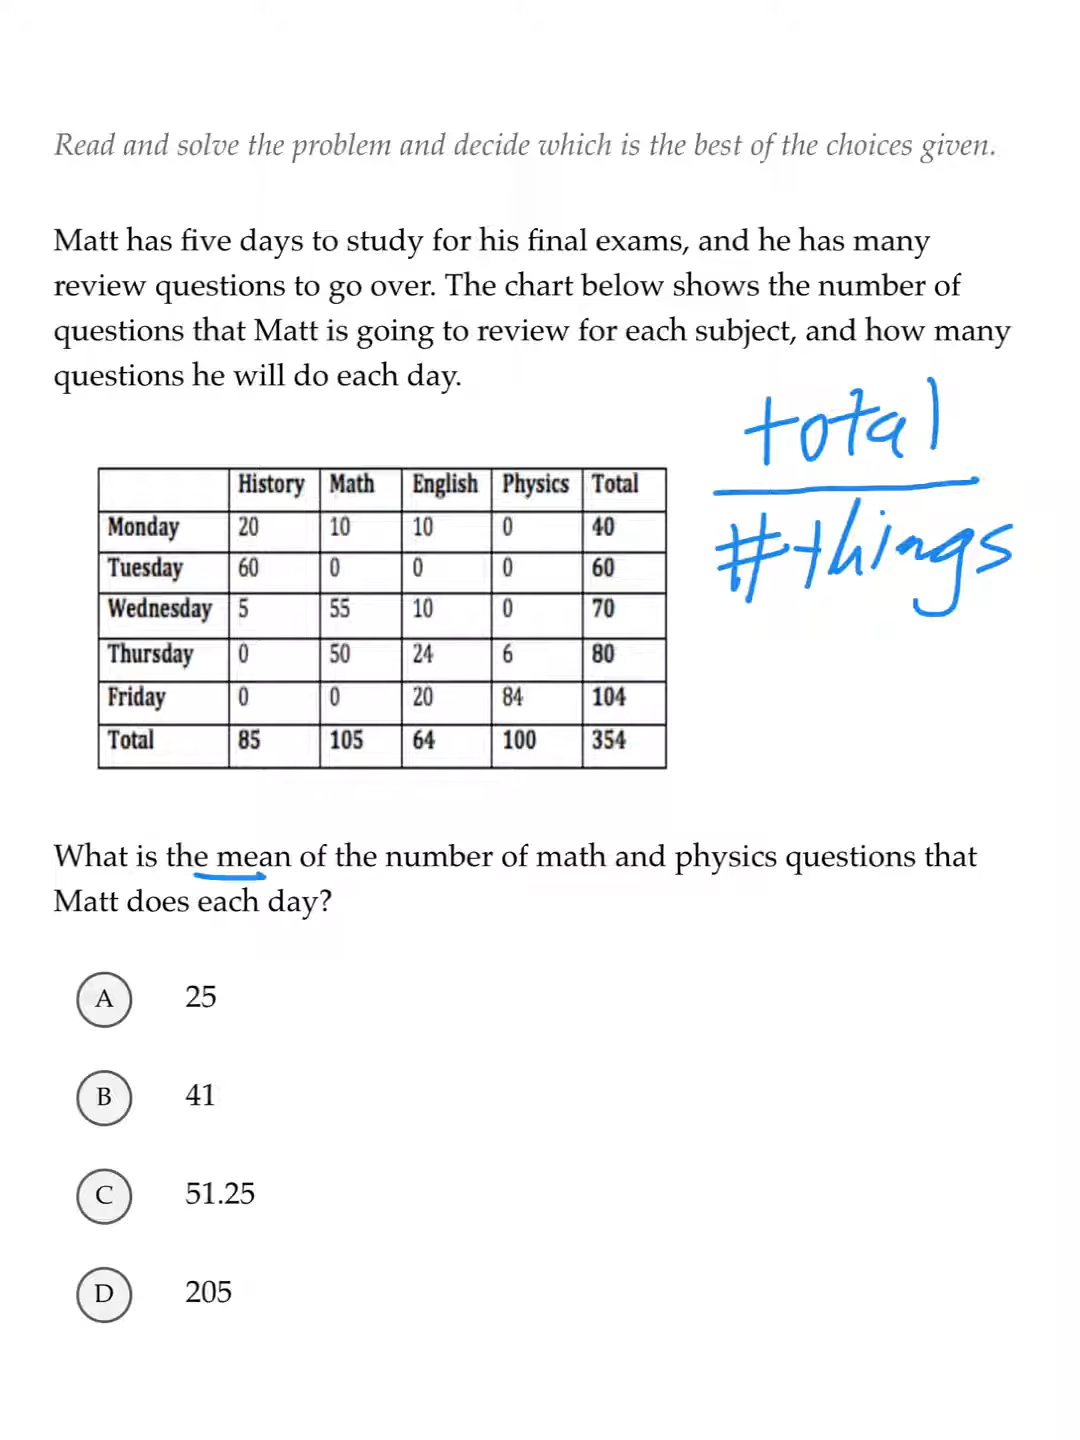 Read and solve the problem and decide which is the best of the choices given.
Matt has five days to study for his final exams, and he has many
review questions to go over. The chart below shows the number of
questions that Matt is going to review for each subject, and how many
questions he will do each day.
total
#things
History Math English Physics Total
Monday 20 10 10 0 40
Tuesday 60 0 0 0 60
Wednesday 5 55 10 0 70
Thursday 0 50 24 6 80
Friday 0 0 20 84 104
Total 85 105 64 100 354
What is the mean of the number of math and physics questions that
Matt does each day?
A 25
B 41
C 51.25
D 205